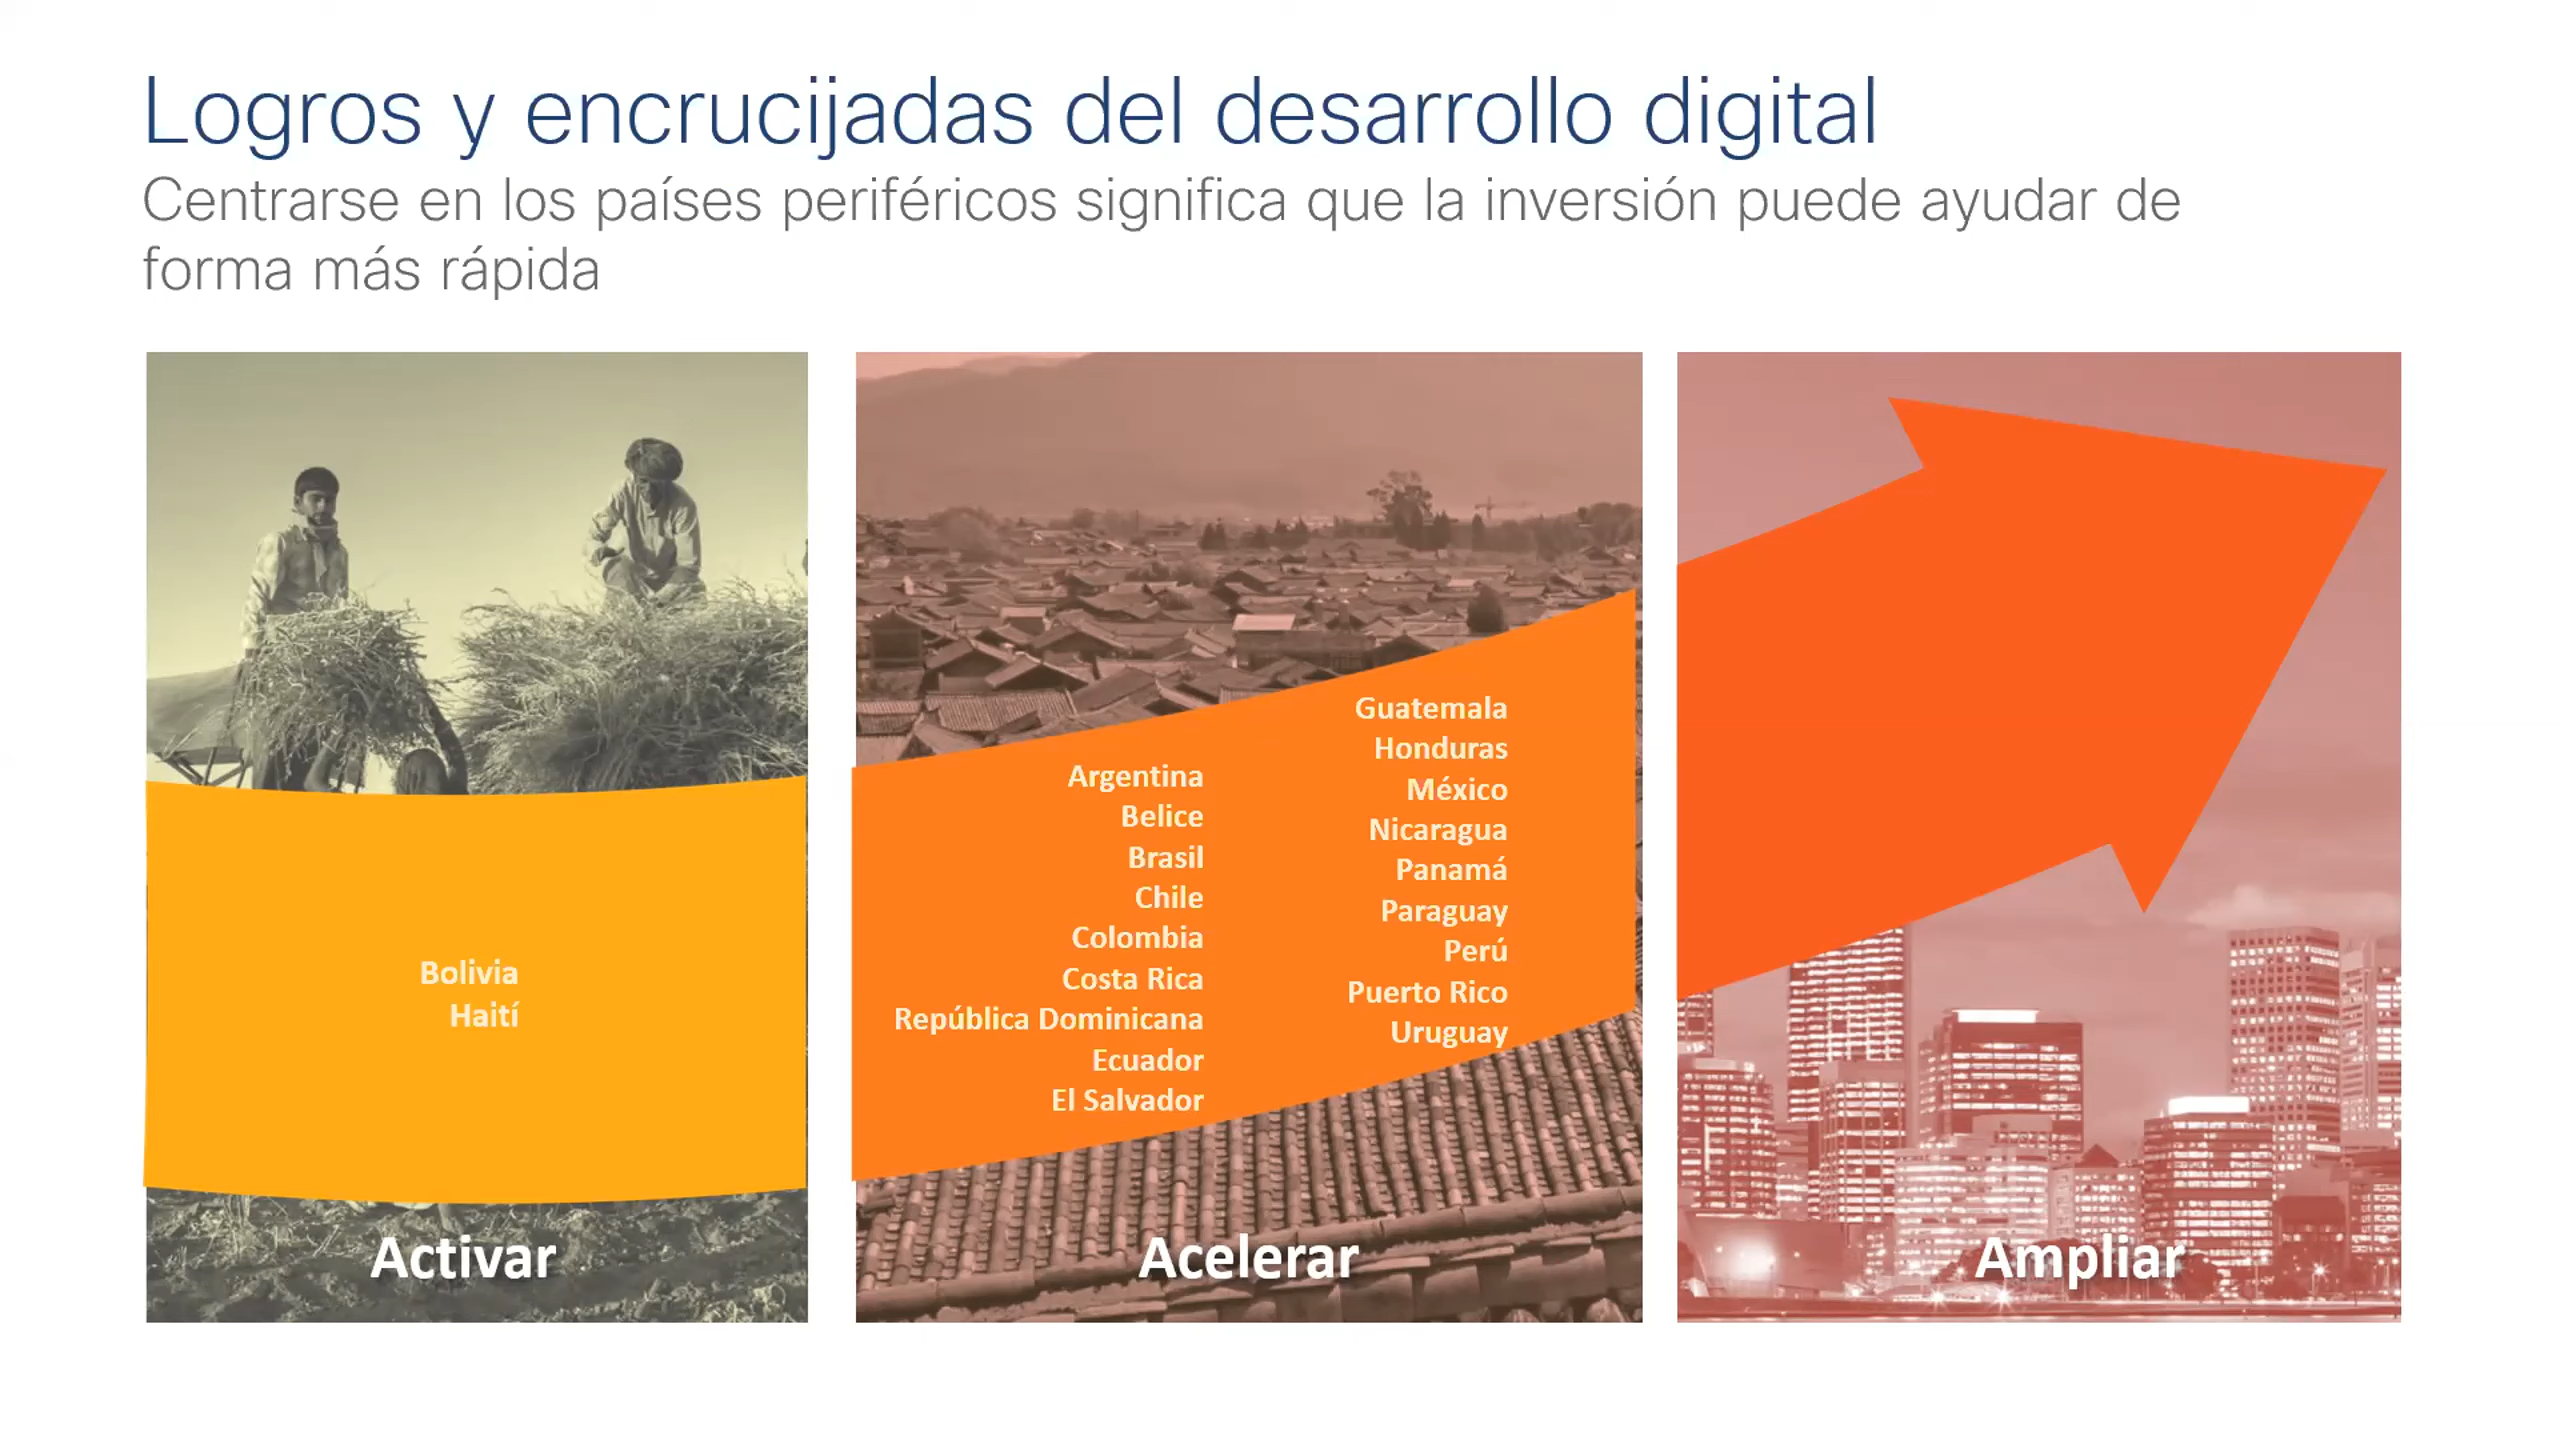 Logros y encrucijadas del desarrollo digital
Centrarse en los países periféricos significa que la inversión puede ayudar de
forma más rápida
Bolivia
Haití
Activar
Argentina
Belice
Brasil
Chile
Colombia
Costa Rica
República Dominicana
Ecuador
El Salvador
Guatemala
Honduras
México
Nicaragua
Panamá
Paraguay
Perú
Puerto Rico
Uruguay
Acelerar
Ampliar